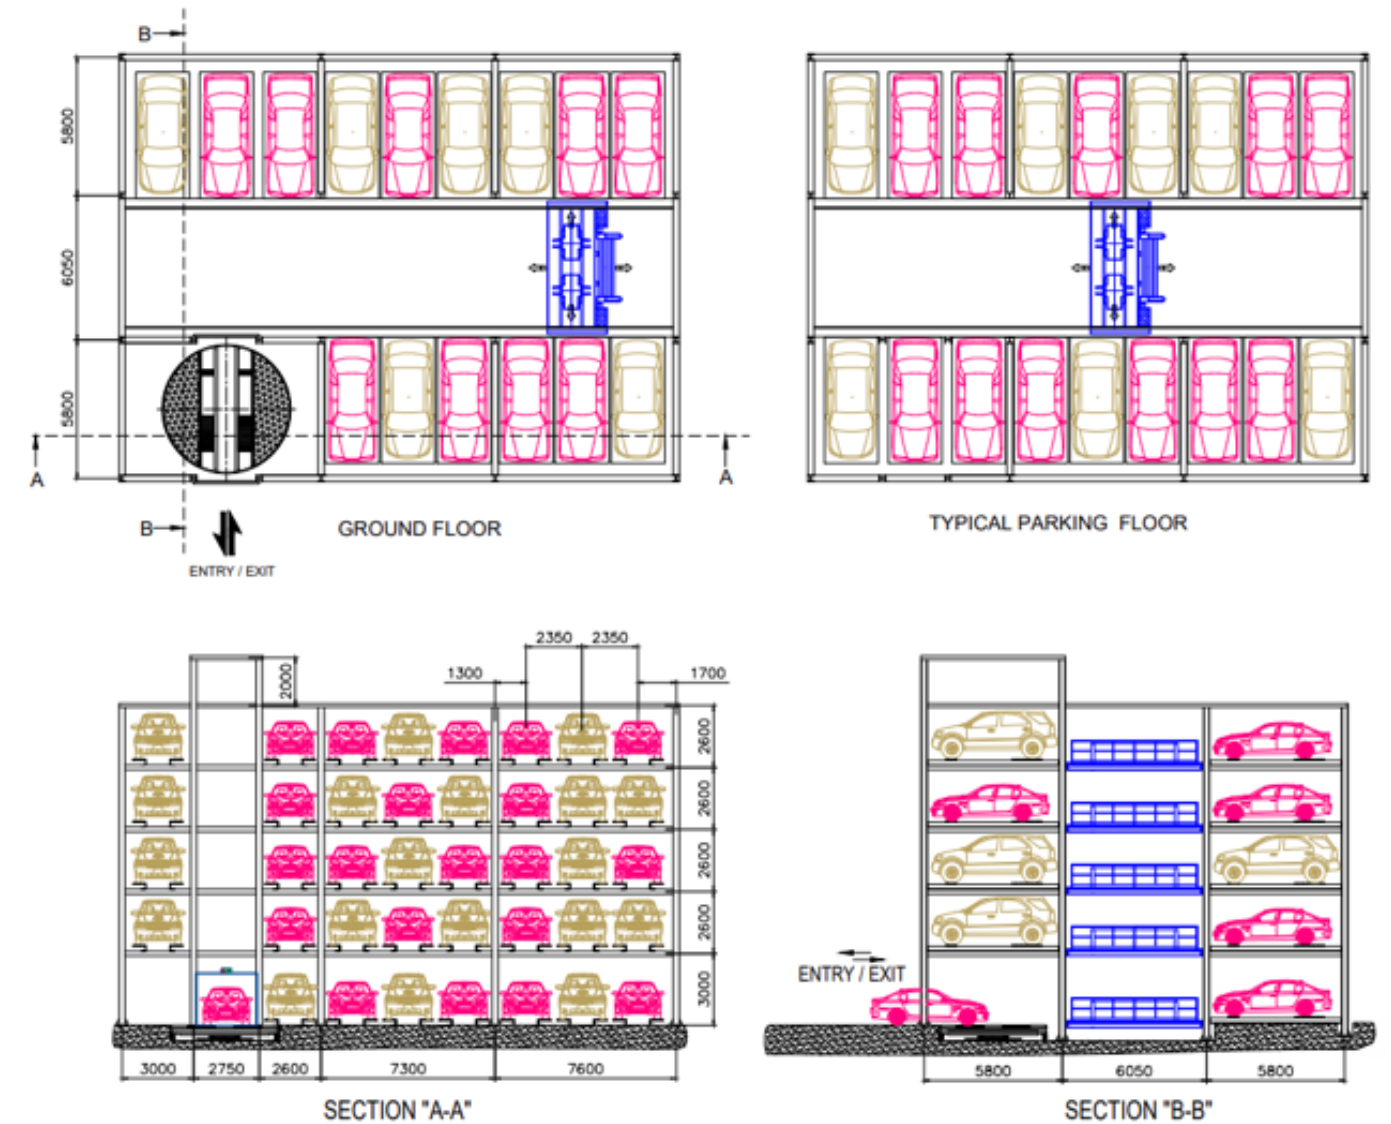 B
5800
6050
5800
A
A
B
GROUND FLOOR
ENTRY / EXIT
TYPICAL PARKING FLOOR
2350
2350
1300
1700
2000
2600
2600
2600
2600
3000
3000
2750
2600
7300
7600
SECTION "A-A"
ENTRY / EXIT
5800
6050
5800
SECTION "B-B"